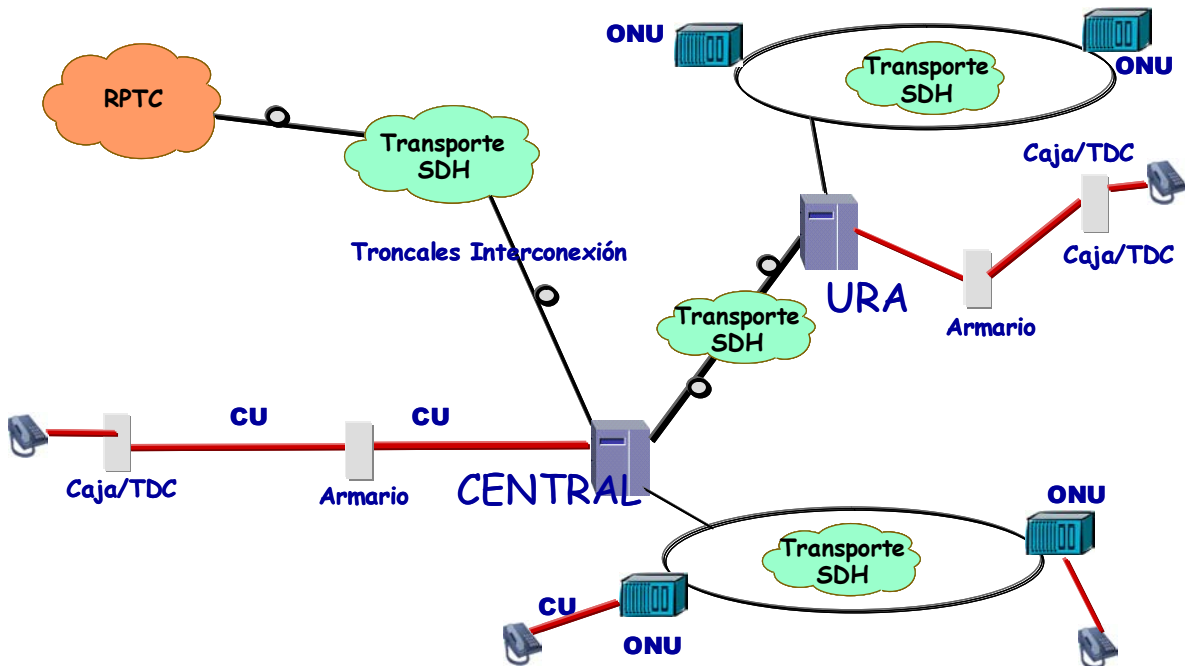 ONU
ONU
Transporte
SDH
RPTC
Transporte
SDH
Caja/TDC
Troncales Interconexión
Caja/TDC
URA
Transporte
SDH
Armario
CU
CU
Caja/TDC
Armario
CENTRAL
ONU
Transporte
SDH
CU
ONU